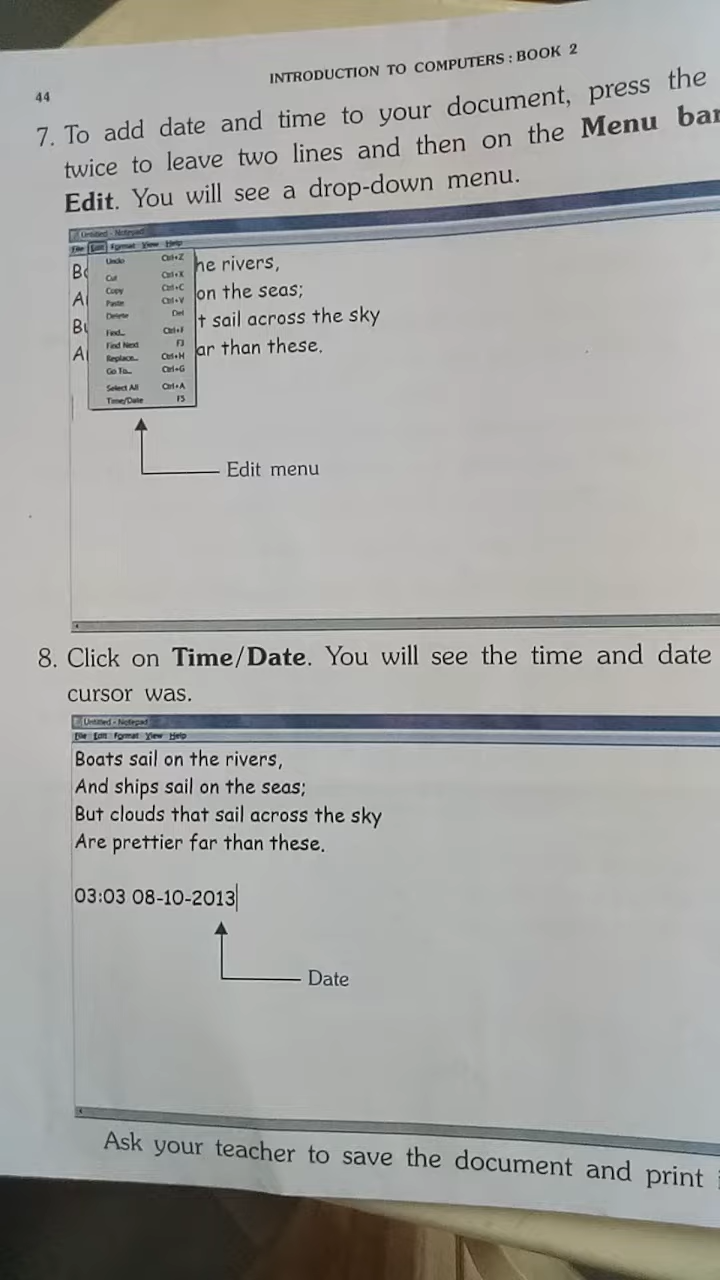 44
INTRODUCTION TO COMPUTERS : BOOK 2
7. To add date and time to your document, press the
twice to leave two lines and then on the Menu bar
Edit. You will see a drop-down menu.
Untitled - Notepad
File Edit Format View Help
Undo Ctrl+Z
Cut Ctrl+X
Copy Ctrl+C
Paste Ctrl+V
Delete Del
Find... Ctrl+F
Find Next F3
Replace... Ctrl+H
Go To... Ctrl+G
Select All Ctrl+A
Time/Date F5
he rivers,
on the seas;
t sail across the sky
ar than these.
Edit menu
8. Click on Time/Date. You will see the time and date
cursor was.
Untitled - Notepad
File Edit Format View Help
Boats sail on the rivers,
And ships sail on the seas;
But clouds that sail across the sky
Are prettier far than these.
03:03 08-10-2013
Date
Ask your teacher to save the document and print